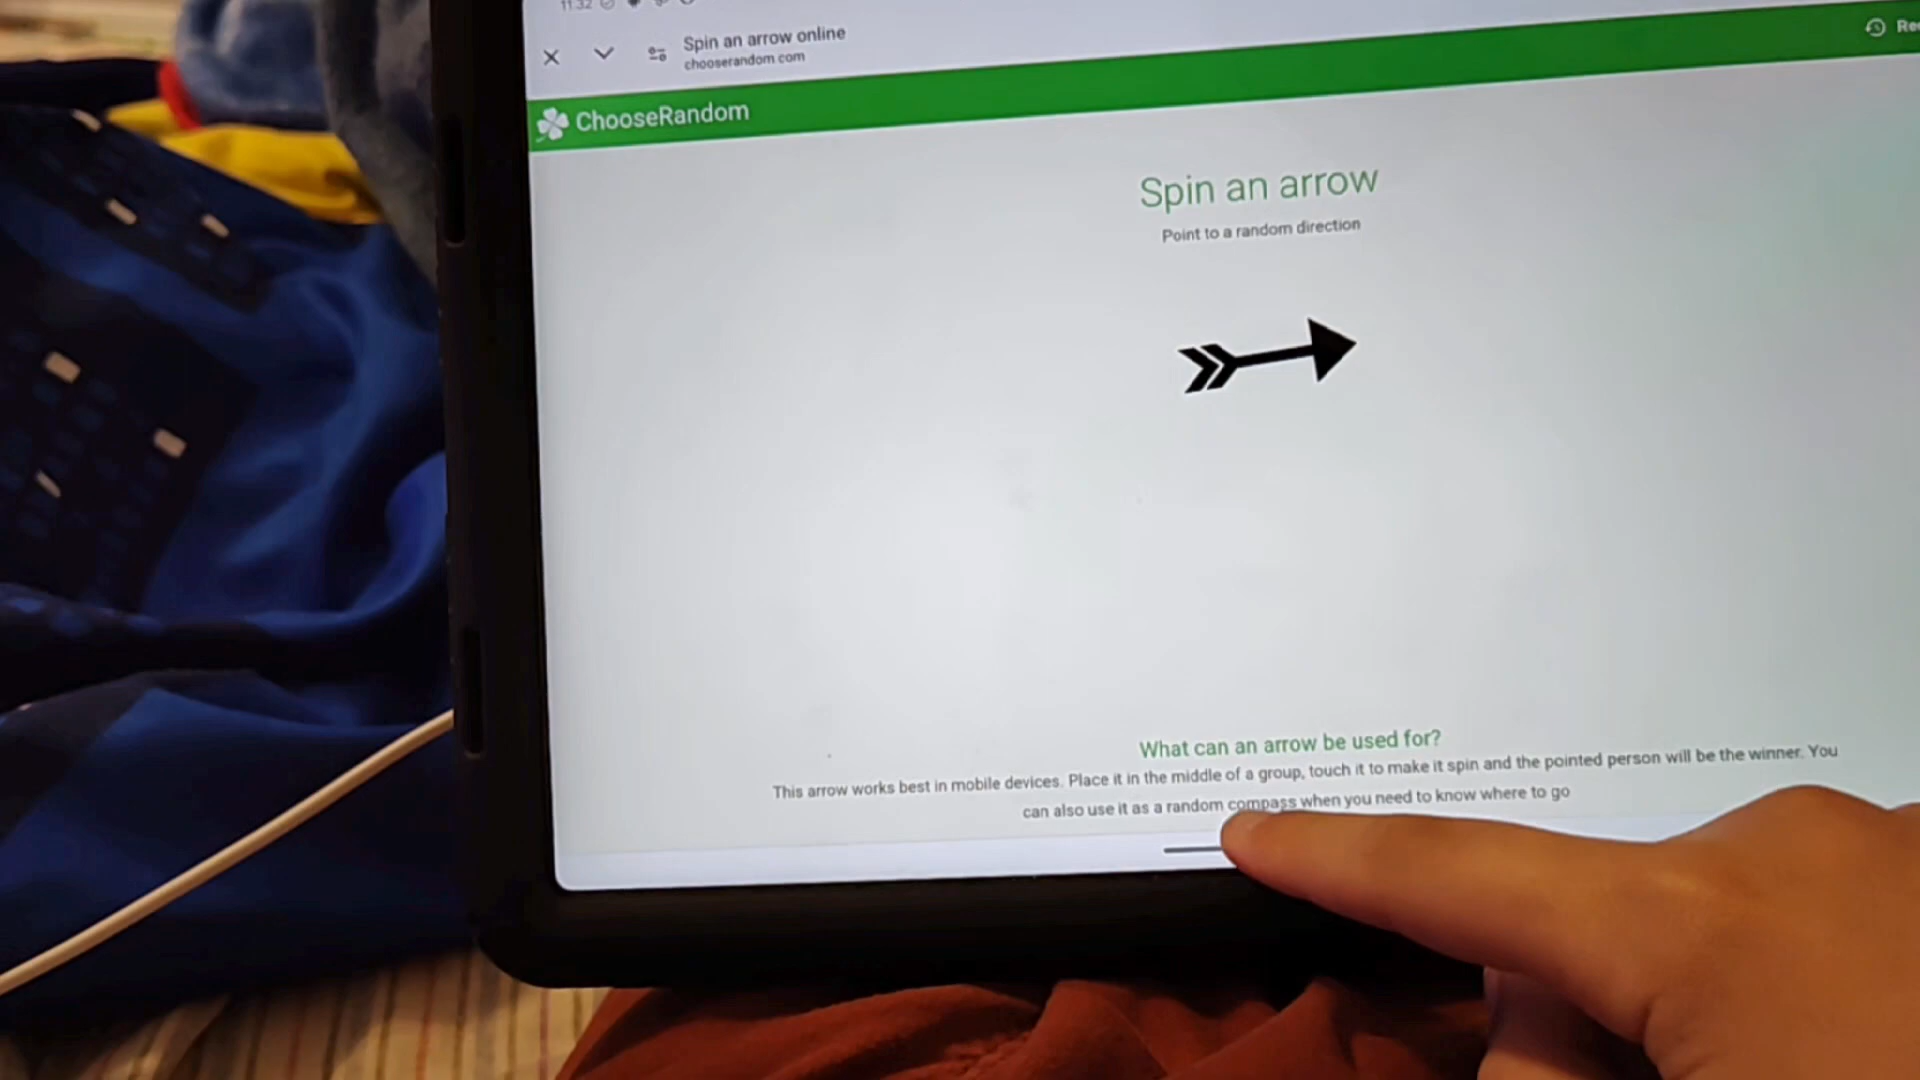 11:32
Spin an arrow online
chooserandom.com
ChooseRandom
Spin an arrow
Point to a random direction
What can an arrow be used for?
This arrow works best in mobile devices. Place it in the middle of a group, touch it to make it spin and the pointed person will be the winner. You
can also use it as a random compass when you need to know where to go